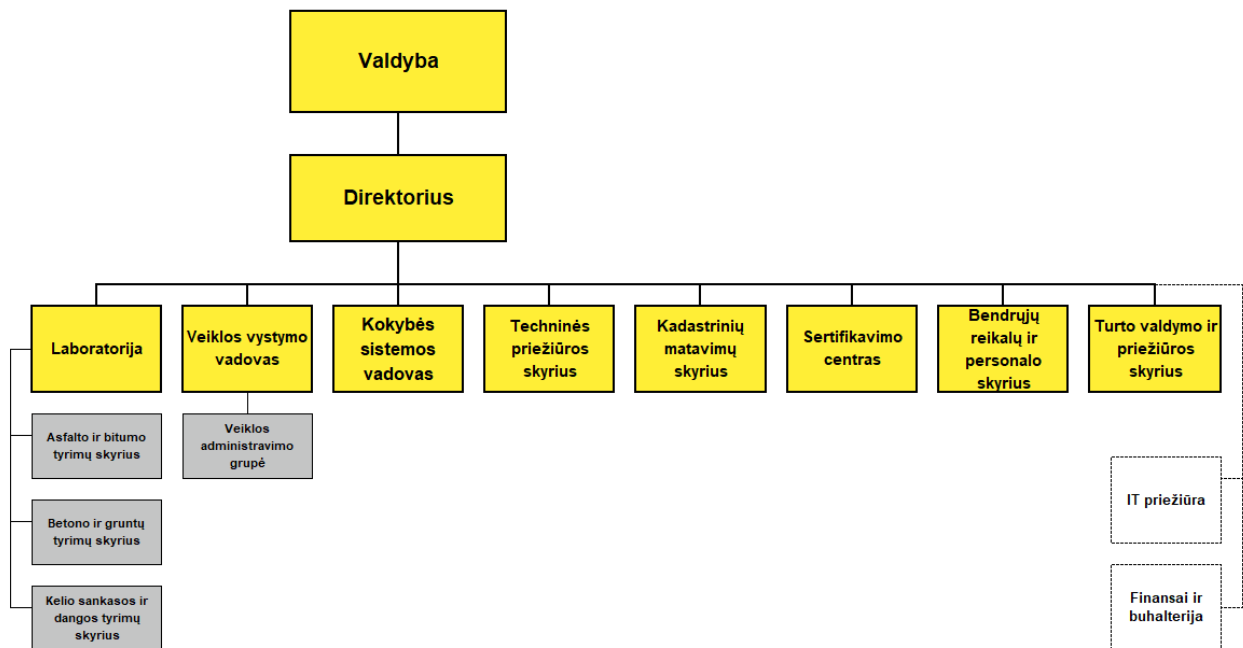 Valdyba
Direktorius
Laboratorija
Veiklos vystymo
vadovas
Kokybės
sistemos
vadovas
Techninės
priežiūros
skyrius
Kadastrinių
matavimų
skyrius
Sertifikavimo
centras
Bendrųjų
reikalų ir
personalo
skyrius
Turto valdymo ir
priežiūros
skyrius
Asfalto ir bitumo
tyrimų skyrius
Veiklos
administravimo
grupė
Betono ir gruntų
tyrimų skyrius
Kelio sankasos ir
dangos tyrimų
skyrius
IT priežiūra
Finansai ir
buhalterija